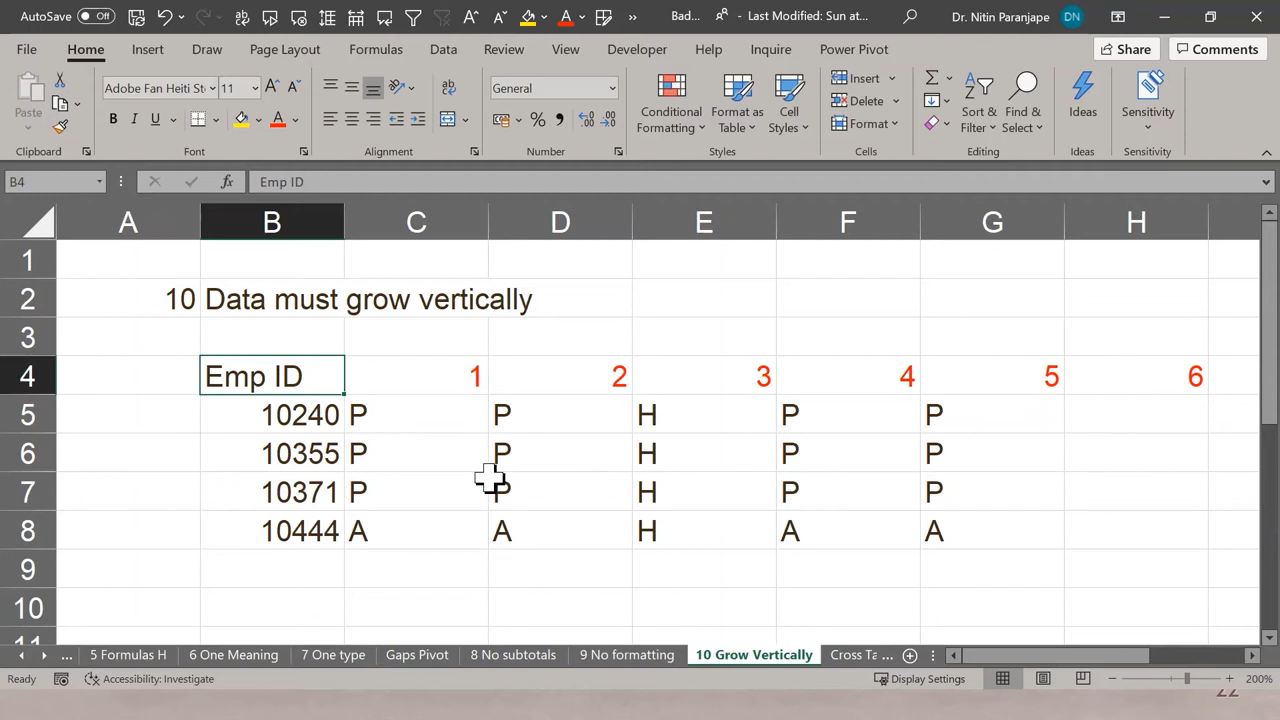 AutoSave Off Bad... - Last Modified: Sun at... Dr. Nitin Paranjape DN
File Home Insert Draw Page Layout Formulas Data Review View Developer Help Inquire Power Pivot Share Comments
Paste Adobe Fan Heiti St 11 General Conditional Formatting Format as Table Cell Styles Insert Delete Format Sort & Filter Find & Select Ideas Sensitivity
Clipboard Font Alignment Number Styles Cells Editing Ideas Sensitivity
B4 fx Emp ID
A B C D E F G H
1
2 10 Data must grow vertically
3
4 Emp ID 1 2 3 4 5 6
5 10240 P P H P P
6 10355 P P H P P
7 10371 P P H P P
8 10444 A A H A A
9
10
11
... 5 Formulas H 6 One Meaning 7 One type Gaps Pivot 8 No subtotals 9 No formatting 10 Grow Vertically Cross Ta ...
Ready Accessibility: Investigate Display Settings 200%
22